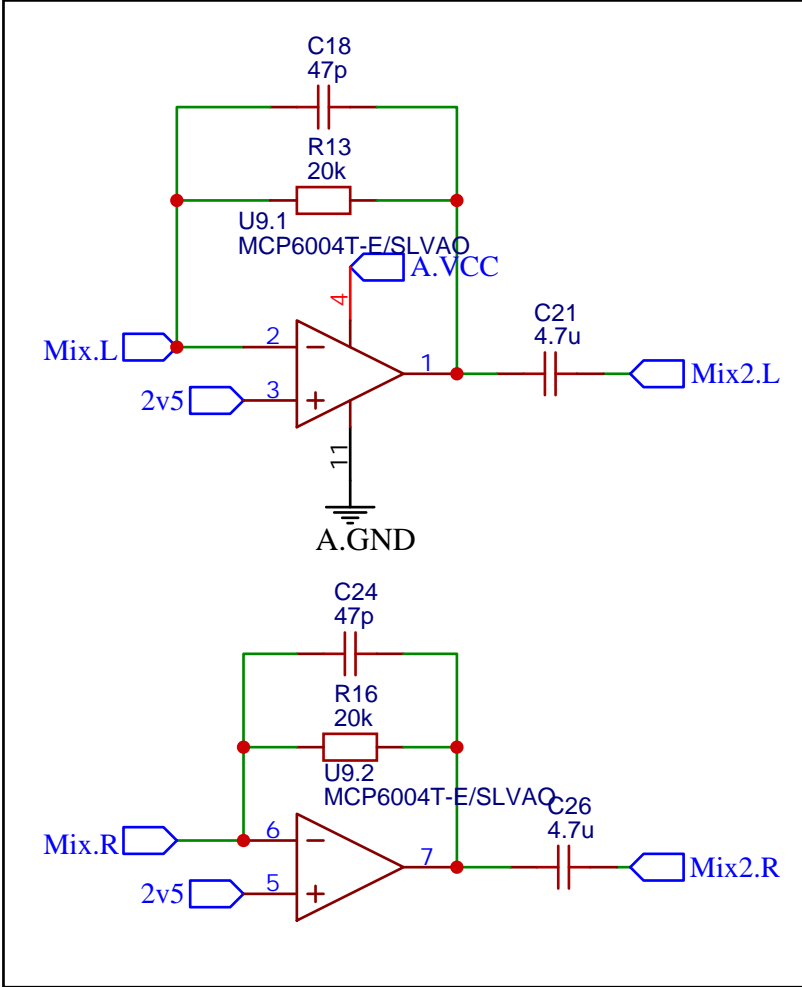 C18
47p
R13
20k
U9.1
MCP6004T-E/SLVAO
A.VCC
4
C21
4.7u
Mix.L
2
1
Mix2.L
2v5
3
11
A.GND
C24
47p
R16
20k
U9.2
MCP6004T-E/SLVAO
C26
4.7u
Mix.R
6
7
Mix2.R
2v5
5